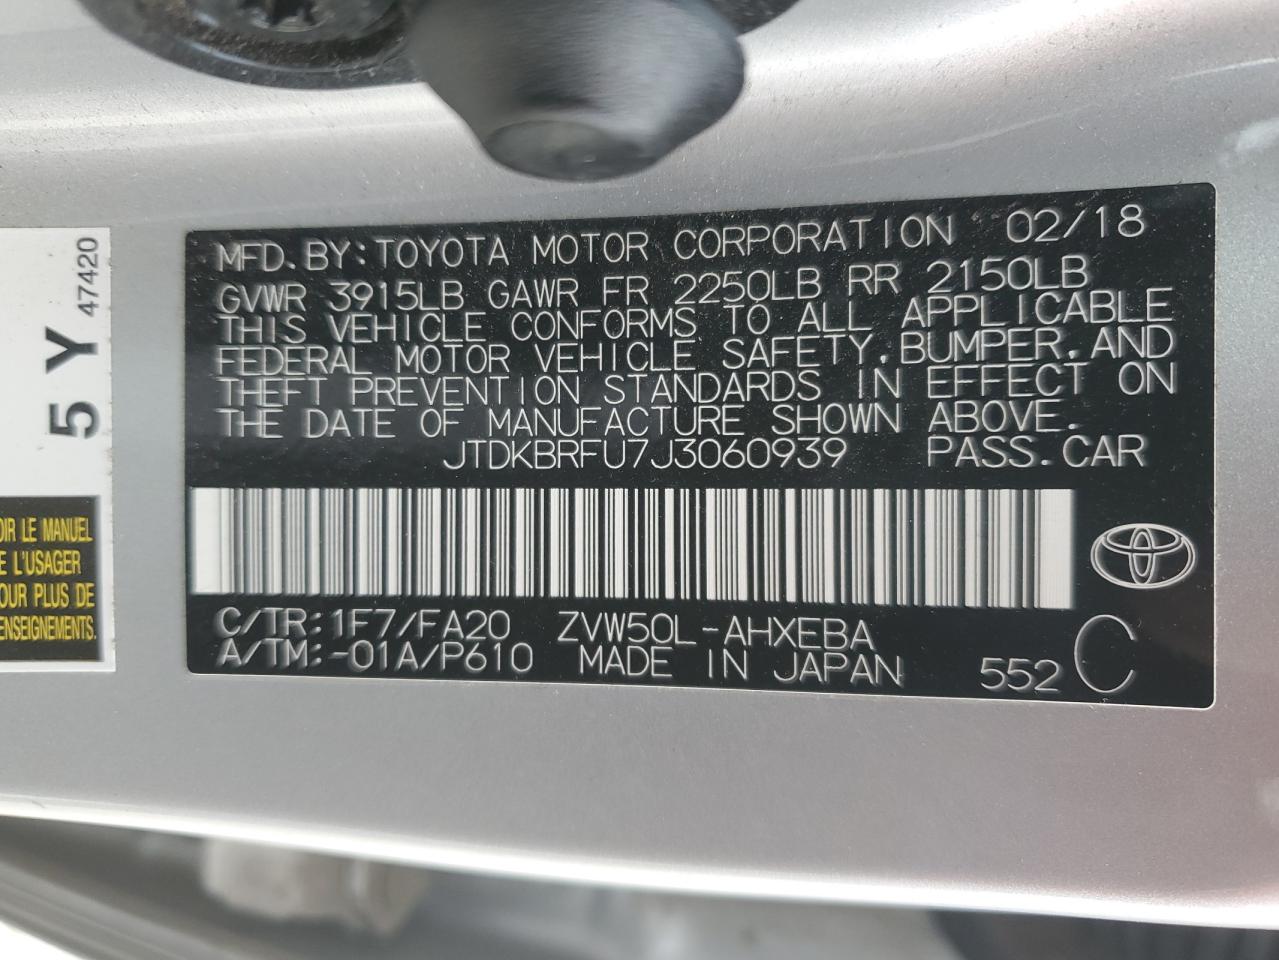 MFD.BY:TOYOTA MOTOR CORPORATION 02/18
GVWR 3915LB GAWR FR 2250LB RR 2150LB
THIS VEHICLE CONFORMS TO ALL APPLICABLE
FEDERAL MOTOR VEHICLE SAFETY,BUMPER,AND
THEFT PREVENTION STANDARDS IN EFFECT ON
THE DATE OF MANUFACTURE SHOWN ABOVE.
JTDKBRFU7J3060939 PASS.CAR
C/TR:1F7/FA20 ZVW50L-AHXEBA
A/TM:-01A/P610 MADE IN JAPAN 552 C
5 Y
47420
LE MANUEL
L'USAGER
PLUS DE